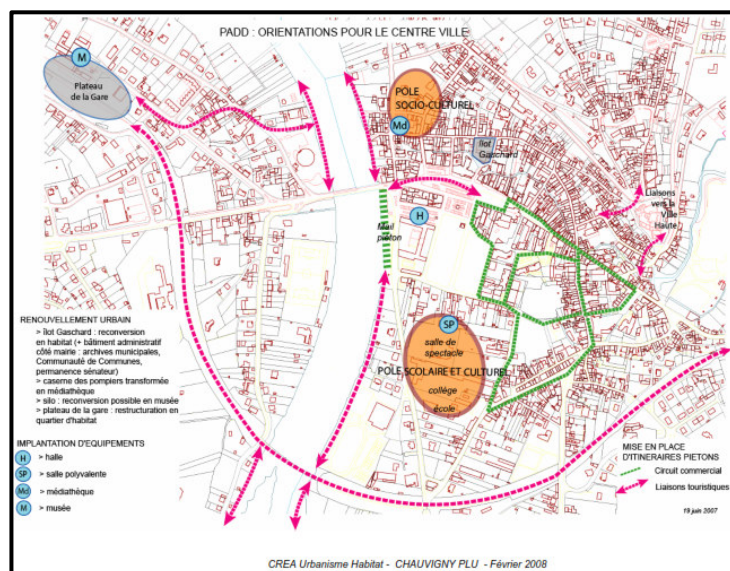 PADD : ORIENTATIONS POUR LE CENTRE VILLE
M
Plateau
de la Gare
PÔLE
SOCIO-CULTUREL
Md
îlot
Gaschard
Liaisons
vers la
Ville
Haute
H
Mail
piéton
SP
salle de
spectacle
PÔLE SCOLAIRE ET CULTUREL
collège
école
RENOUVELLEMENT URBAIN
> îlot Gaschard : reconversion
en habitat (+ bâtiment administratif
côté mairie : archives municipales,
Communauté de Communes,
permanence sénateur)
> caserne des pompiers transformée
en médiathèque
> silo : reconversion possible en musée
> plateau de la gare : restructuration en
quartier d'habitat
IMPLANTATION D'EQUIPEMENTS
H > halle
SP > salle polyvalente
Md > médiathèque
M > musée
MISE EN PLACE
D'ITINERAIRES PIETONS
Circuit commercial
Liaisons touristiques
19 juin 2007
CREA Urbanisme Habitat - CHAUVIGNY PLU - Février 2008